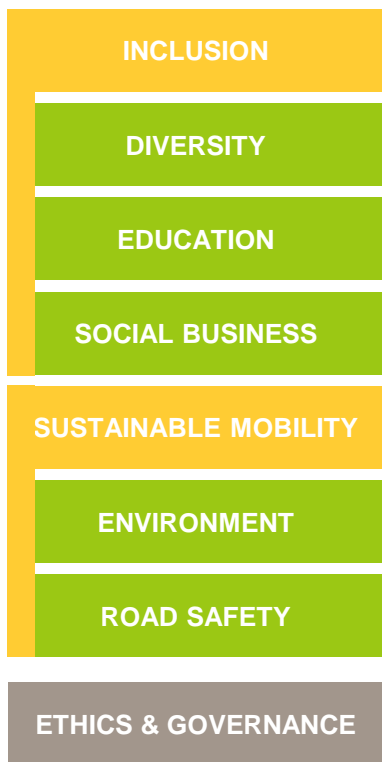 INCLUSION
DIVERSITY
EDUCATION
SOCIAL BUSINESS
SUSTAINABLE MOBILITY
ENVIRONMENT
ROAD SAFETY
ETHICS & GOVERNANCE